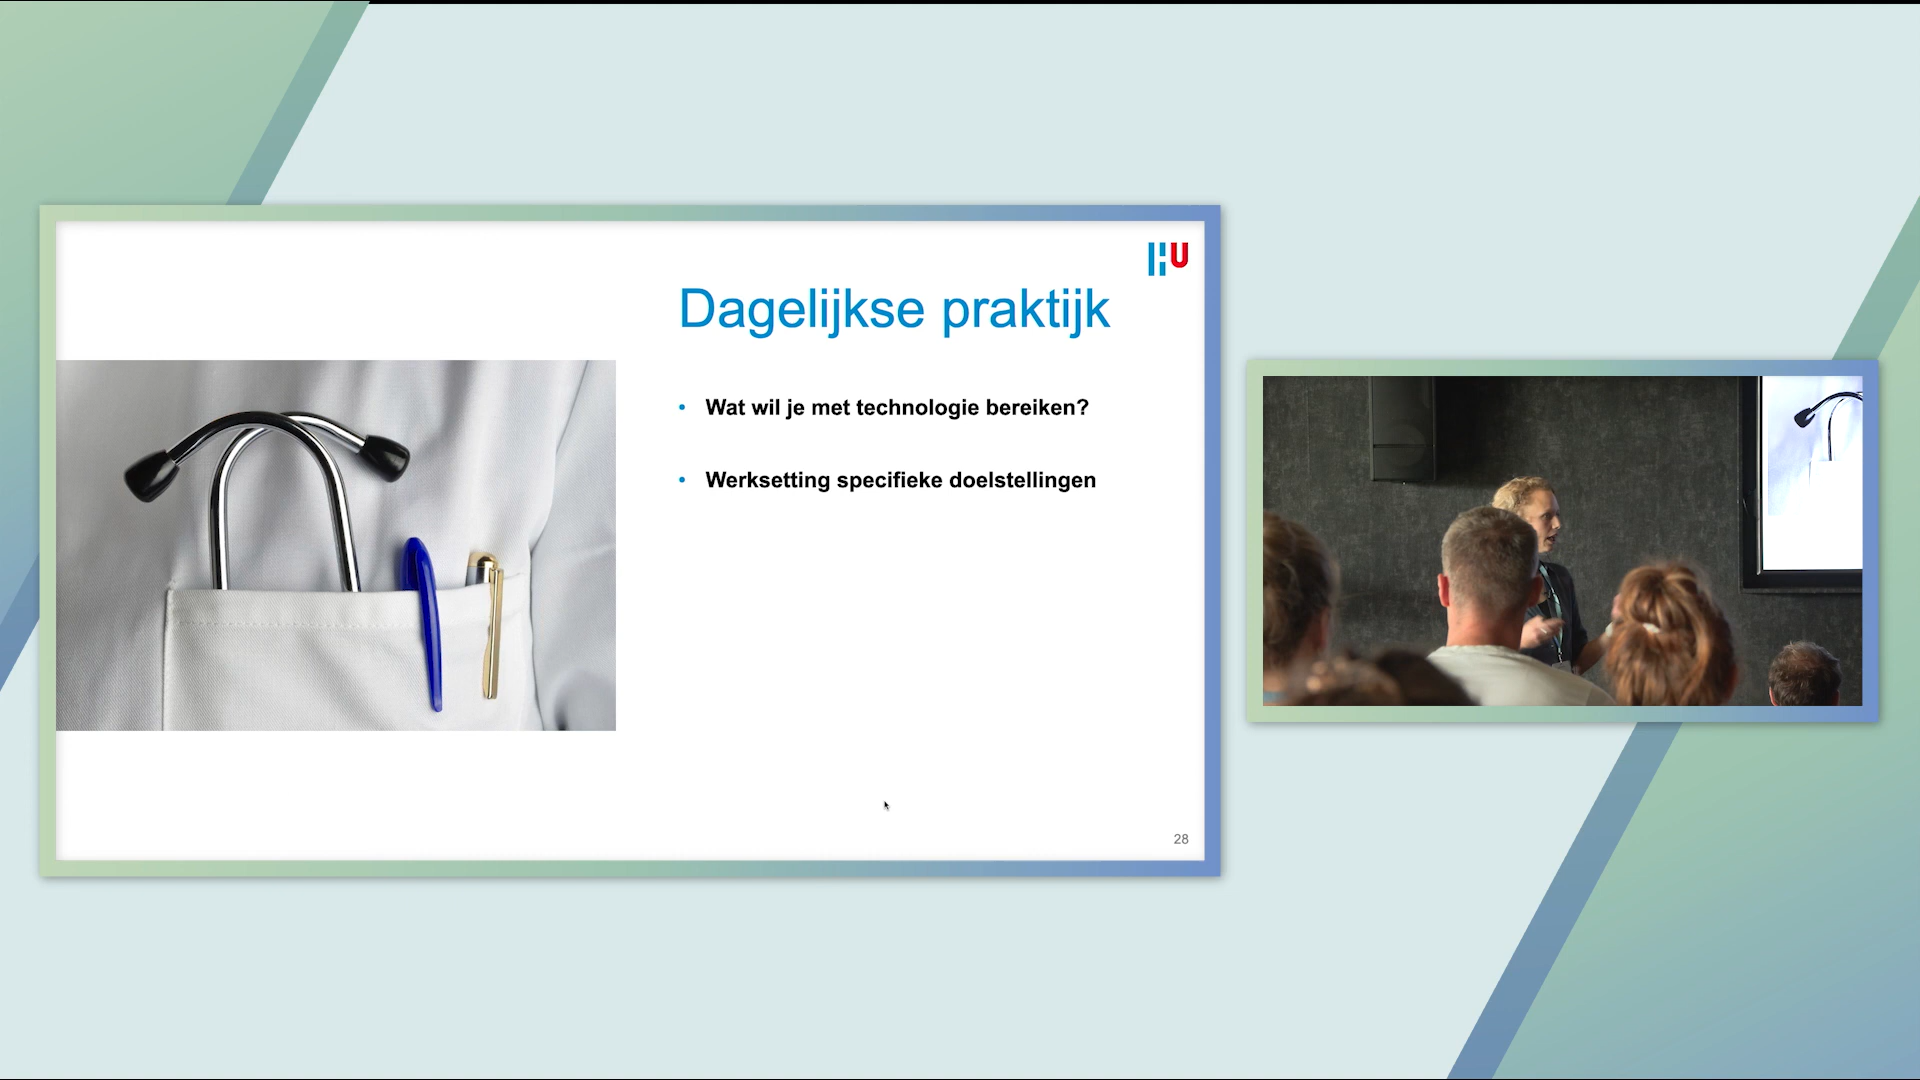 HU
Dagelijkse praktijk
Wat wil je met technologie bereiken?
Werksetting specifieke doelstellingen
28